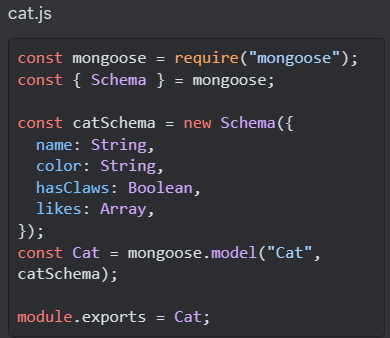 cat.js
const mongoose = require("mongoose");
const { Schema } = mongoose;

const catSchema = new Schema({
  name: String,
  color: String,
  hasClaws: Boolean,
  likes: Array,
});
const Cat = mongoose.model("Cat",
catSchema);

module.exports = Cat;